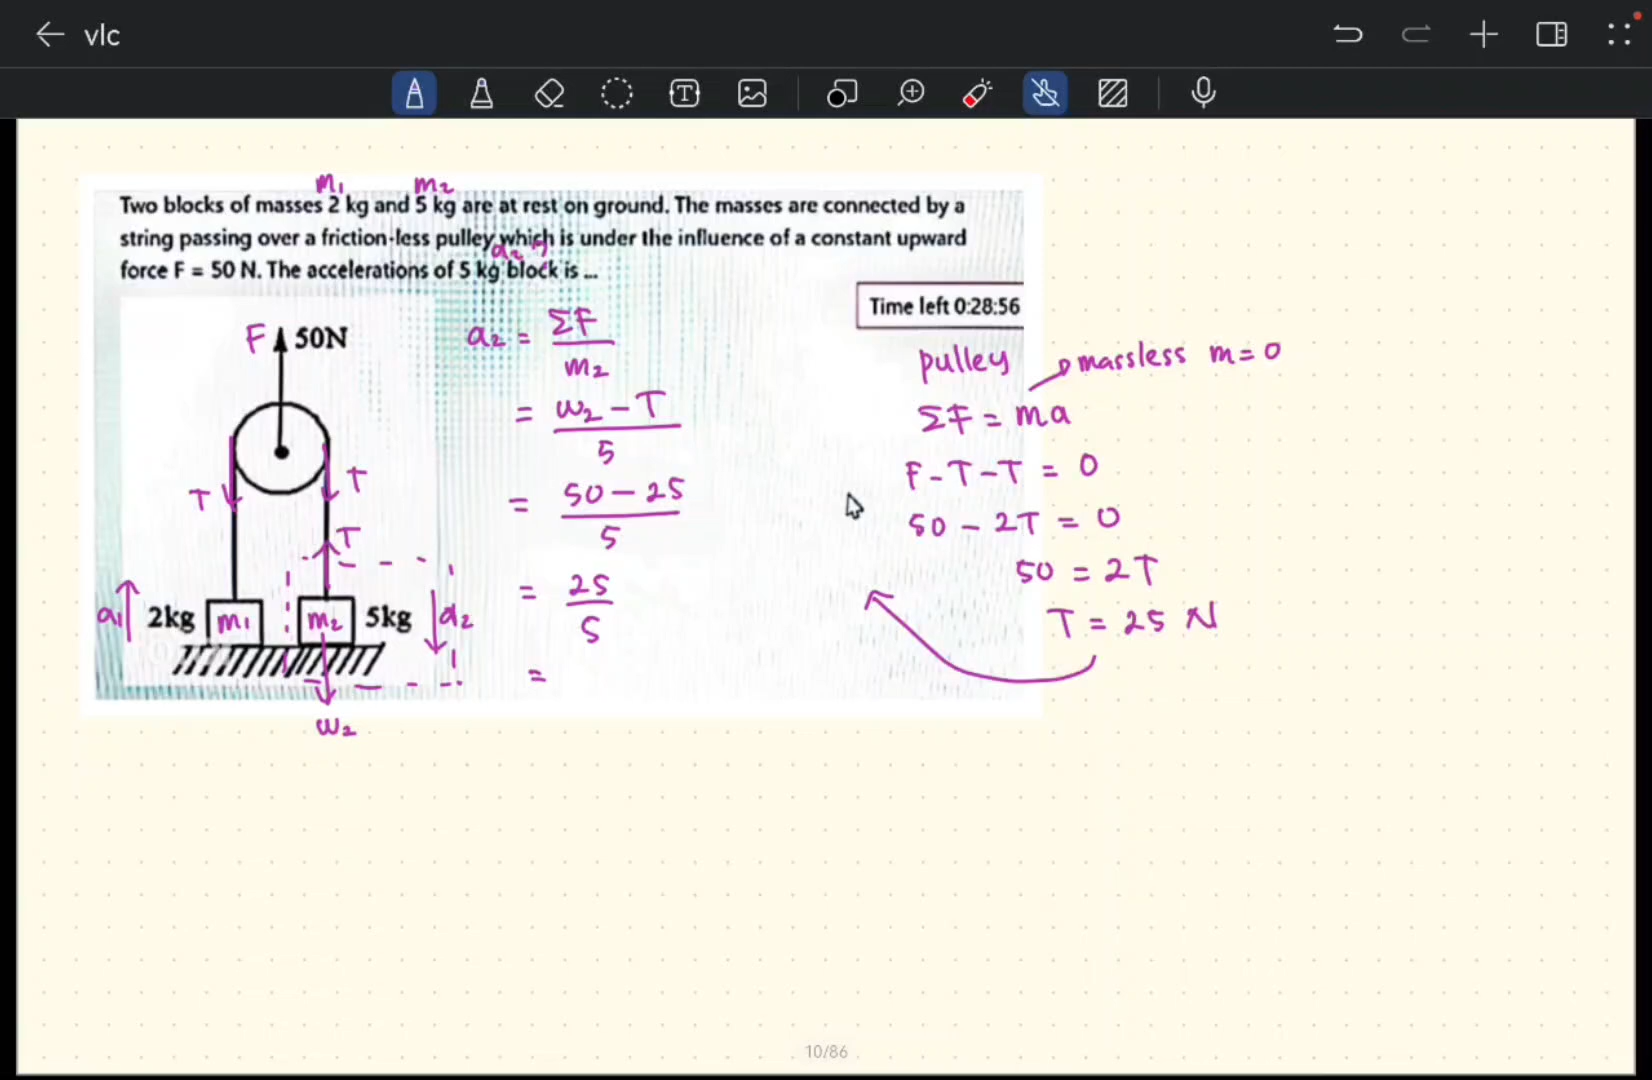 vlc
m₁ m₂
Two blocks of masses 2 kg and 5 kg are at rest on ground. The masses are connected by a
string passing over a friction-less pulley which is under the influence of a constant upward
a₂ ?
force F = 50 N. The accelerations of 5 kg block is ...
Time left 0:28:56
F 50N
T T
T
a₁ 2kg m₁ m₂ 5kg a₂
w₂
a₂ = ΣF / m₂
= w₂ - T / 5
= 50 - 25 / 5
= 25 / 5
=
pulley massless m = 0
ΣF = ma
F - T - T = 0
50 - 2T = 0
50 = 2T
T = 25 N
10/86